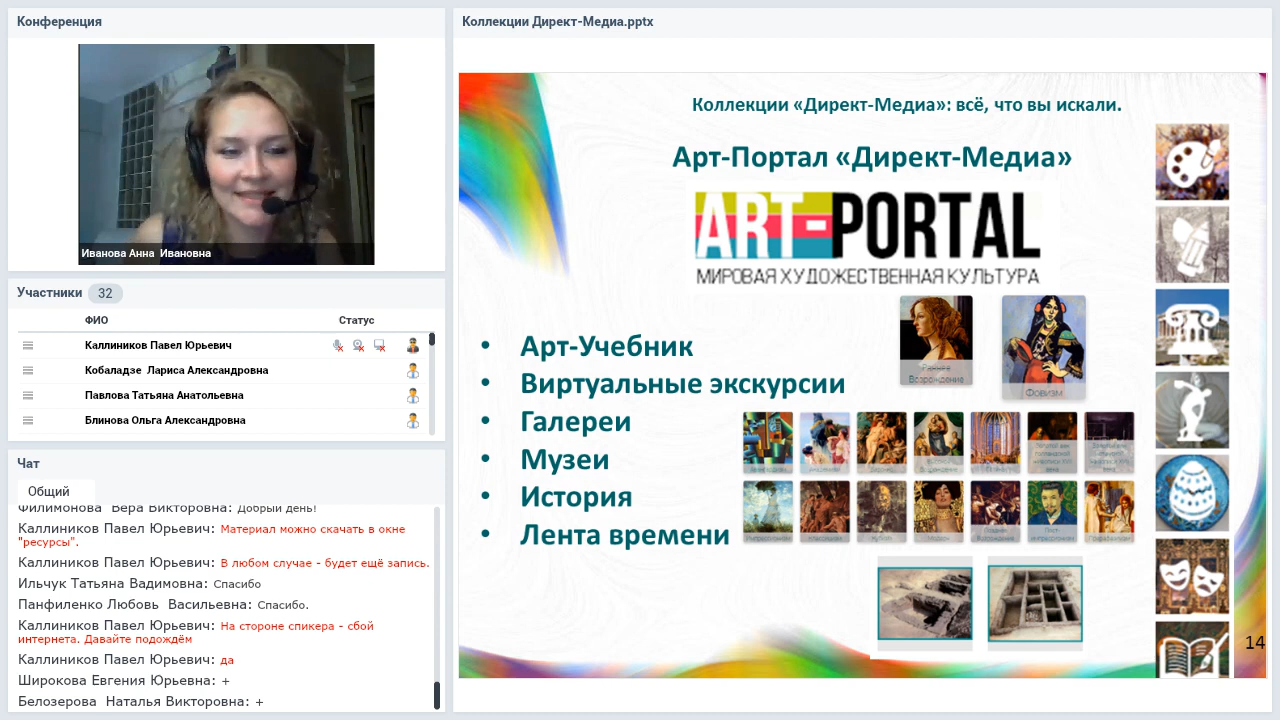 Конференция
Иванова Анна  Ивановна
Участники 32
ФИО Статус
Каллиников Павел Юрьевич
Кобаладзе  Лариса Александровна
Павлова Татьяна Анатольевна
Блинова Ольга Александровна
Чат
Общий
Филимонова  Вера Викторовна: Добрый день!
Каллиников Павел Юрьевич: Материал можно скачать в окне
"ресурсы".
Каллиников Павел Юрьевич: В любом случае - будет ещё запись.
Ильчук Татьяна Вадимовна: Спасибо
Панфиленко Любовь  Васильевна: Спасибо.
Каллиников Павел Юрьевич: На стороне спикера - сбой
интернета. Давайте подождём
Каллиников Павел Юрьевич: да
Широкова Евгения Юрьевна: +
Белозерова  Наталья Викторовна: +
Коллекции Директ-Медиа.pptx
Коллекции «Директ-Медиа»: всё, что вы искали.
Арт-Портал «Директ-Медиа»
ART-PORTAL
МИРОВАЯ ХУДОЖЕСТВЕННАЯ КУЛЬТУРА
Возрождение
Фовизм
• Арт-Учебник
• Виртуальные экскурсии
• Галереи
• Музеи
• История
• Лента времени
14